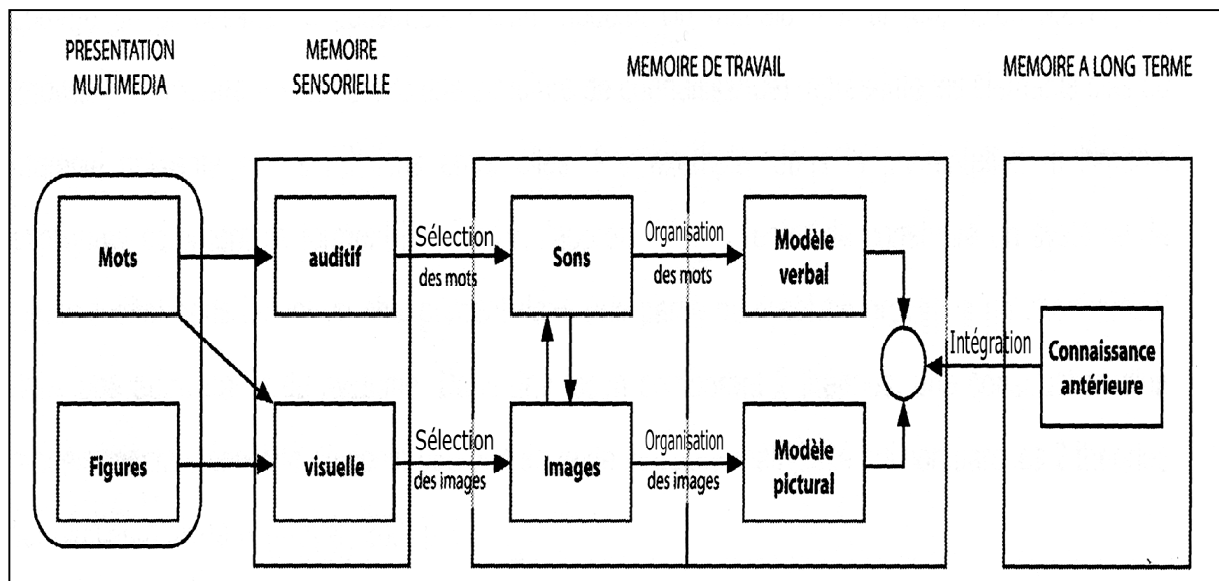 PRESENTATION
MULTIMEDIA
MEMOIRE
SENSORIELLE
MEMOIRE DE TRAVAIL
MEMOIRE A LONG TERME
Mots
auditif
Sélection
des mots
Sons
Organisation
des mots
Modèle
verbal
Intégration
Connaissance
antérieure
Figures
visuelle
Sélection
des images
Images
Organisation
des images
Modèle
pictural